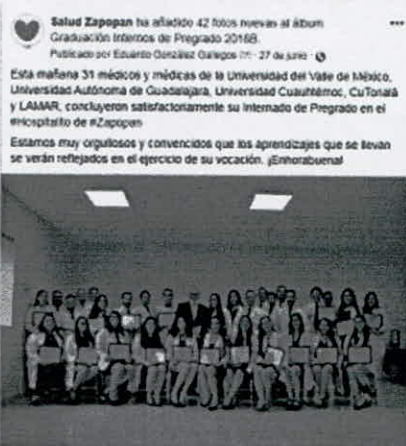 Salud Zapopan ha añadido 42 fotos nuevas al álbum
Graduación Internos de Pregrado 2016B.
Publicado por Eduardo González Gallegos · 27 de junio ·
Esta mañana 31 médicos y médicas de la Universidad del Valle de México,
Universidad Autónoma de Guadalajara, Universidad Cuauhtémoc, CuTonalá
y LAMAR, concluyeron satisfactoriamente su Internado de Pregrado en el
#Hospitalito de #Zapopan
Estamos muy orgullosos y convencidos que los aprendizajes que se llevan
se verán reflejados en el ejercicio de su vocación. ¡Enhorabuena!